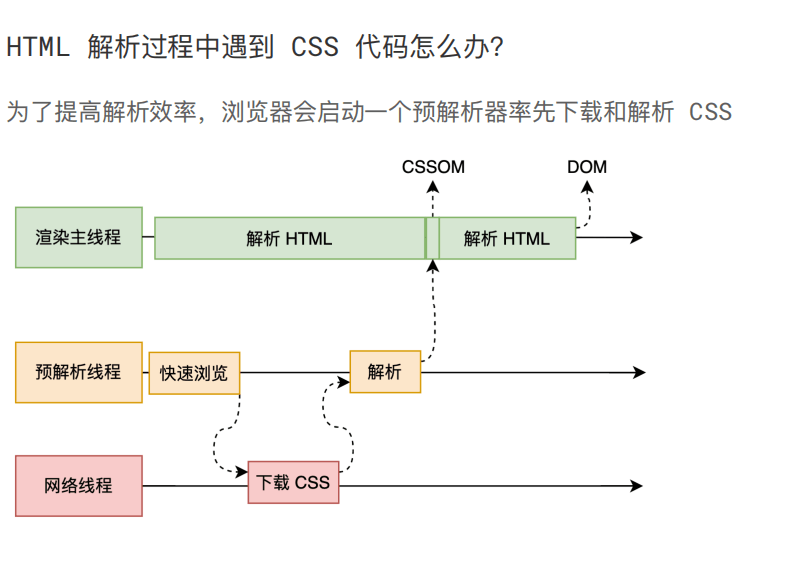 HTML 解析过程中遇到 CSS 代码怎么办?
为了提高解析效率，浏览器会启动一个预解析器率先下载和解析 CSS
CSSOM
DOM
渲染主线程
解析 HTML
解析 HTML
预解析线程
快速浏览
解析
网络线程
下载 CSS